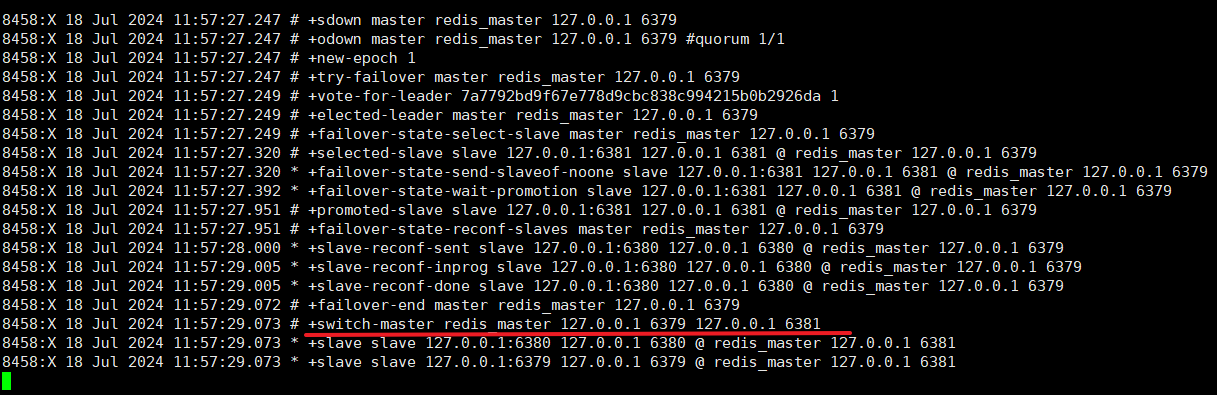 8458:X 18 Jul 2024 11:57:27.247 # +sdown master redis_master 127.0.0.1 6379
8458:X 18 Jul 2024 11:57:27.247 # +odown master redis_master 127.0.0.1 6379 #quorum 1/1
8458:X 18 Jul 2024 11:57:27.247 # +new-epoch 1
8458:X 18 Jul 2024 11:57:27.247 # +try-failover master redis_master 127.0.0.1 6379
8458:X 18 Jul 2024 11:57:27.249 # +vote-for-leader 7a7792bd9f67e778d9cbc838c994215b0b2926da 1
8458:X 18 Jul 2024 11:57:27.249 # +elected-leader master redis_master 127.0.0.1 6379
8458:X 18 Jul 2024 11:57:27.249 # +failover-state-select-slave master redis_master 127.0.0.1 6379
8458:X 18 Jul 2024 11:57:27.320 # +selected-slave slave 127.0.0.1:6381 127.0.0.1 6381 @ redis_master 127.0.0.1 6379
8458:X 18 Jul 2024 11:57:27.320 * +failover-state-send-slaveof-noone slave 127.0.0.1:6381 127.0.0.1 6381 @ redis_master 127.0.0.1 6379
8458:X 18 Jul 2024 11:57:27.392 * +failover-state-wait-promotion slave 127.0.0.1:6381 127.0.0.1 6381 @ redis_master 127.0.0.1 6379
8458:X 18 Jul 2024 11:57:27.951 # +promoted-slave slave 127.0.0.1:6381 127.0.0.1 6381 @ redis_master 127.0.0.1 6379
8458:X 18 Jul 2024 11:57:27.951 # +failover-state-reconf-slaves master redis_master 127.0.0.1 6379
8458:X 18 Jul 2024 11:57:28.000 * +slave-reconf-sent slave 127.0.0.1:6380 127.0.0.1 6380 @ redis_master 127.0.0.1 6379
8458:X 18 Jul 2024 11:57:29.005 * +slave-reconf-inprog slave 127.0.0.1:6380 127.0.0.1 6380 @ redis_master 127.0.0.1 6379
8458:X 18 Jul 2024 11:57:29.005 * +slave-reconf-done slave 127.0.0.1:6380 127.0.0.1 6380 @ redis_master 127.0.0.1 6379
8458:X 18 Jul 2024 11:57:29.072 # +failover-end master redis_master 127.0.0.1 6379
8458:X 18 Jul 2024 11:57:29.073 # +switch-master redis_master 127.0.0.1 6379 127.0.0.1 6381
8458:X 18 Jul 2024 11:57:29.073 * +slave slave 127.0.0.1:6380 127.0.0.1 6380 @ redis_master 127.0.0.1 6381
8458:X 18 Jul 2024 11:57:29.073 * +slave slave 127.0.0.1:6379 127.0.0.1 6379 @ redis_master 127.0.0.1 6381